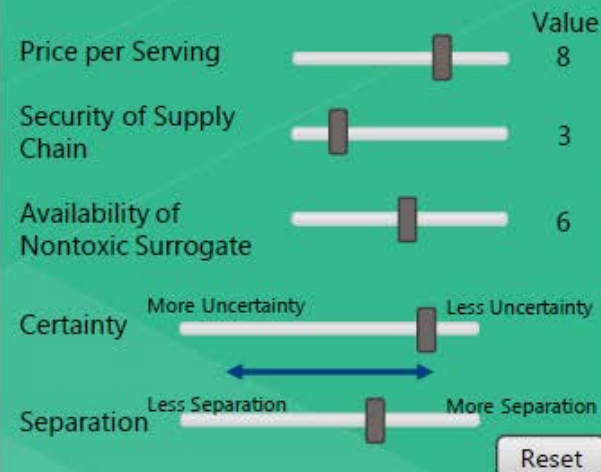 Value
Price per Serving 8
Security of Supply
Chain 3
Availability of
Nontoxic Surrogate 6
More Uncertainty Less Uncertainty
Certainty
Less Separation More Separation
Separation
Reset